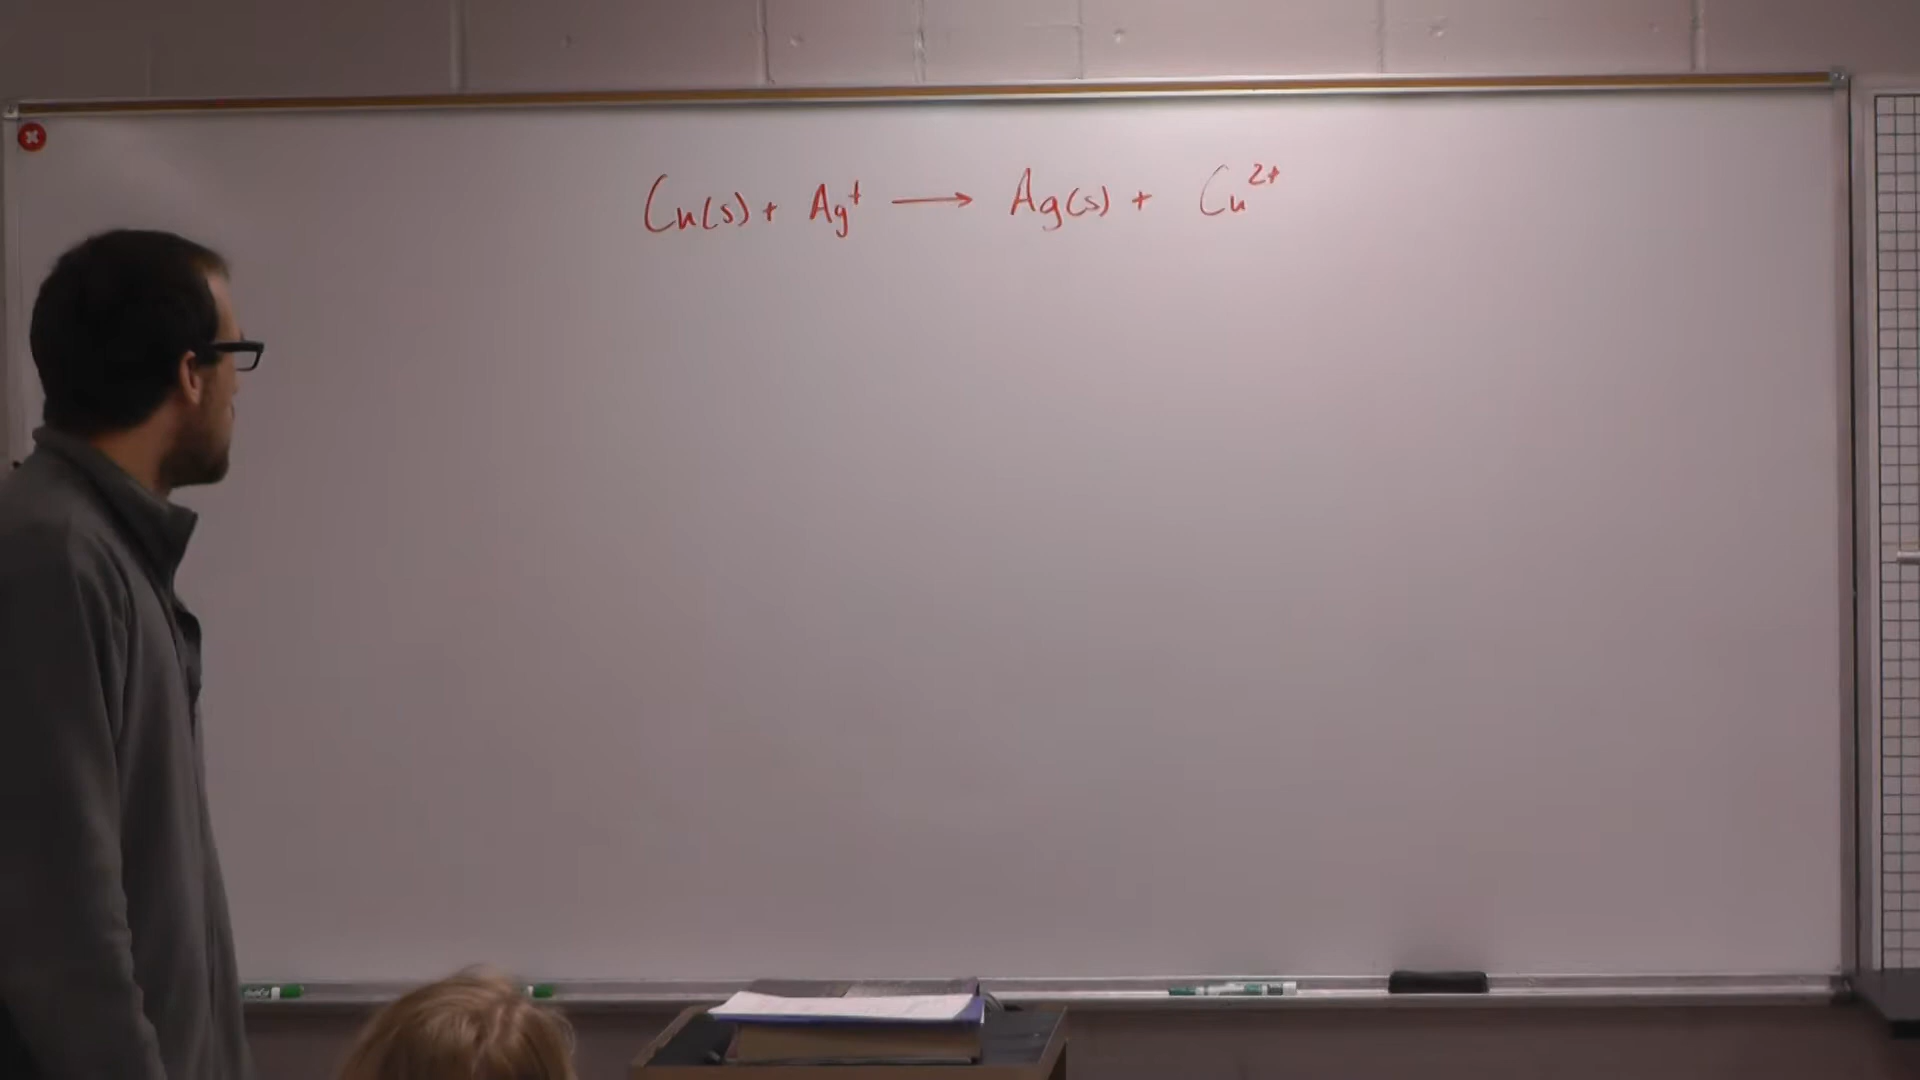 Cu(s) + Ag⁺ ⟶ Ag(s) + Cu²⁺